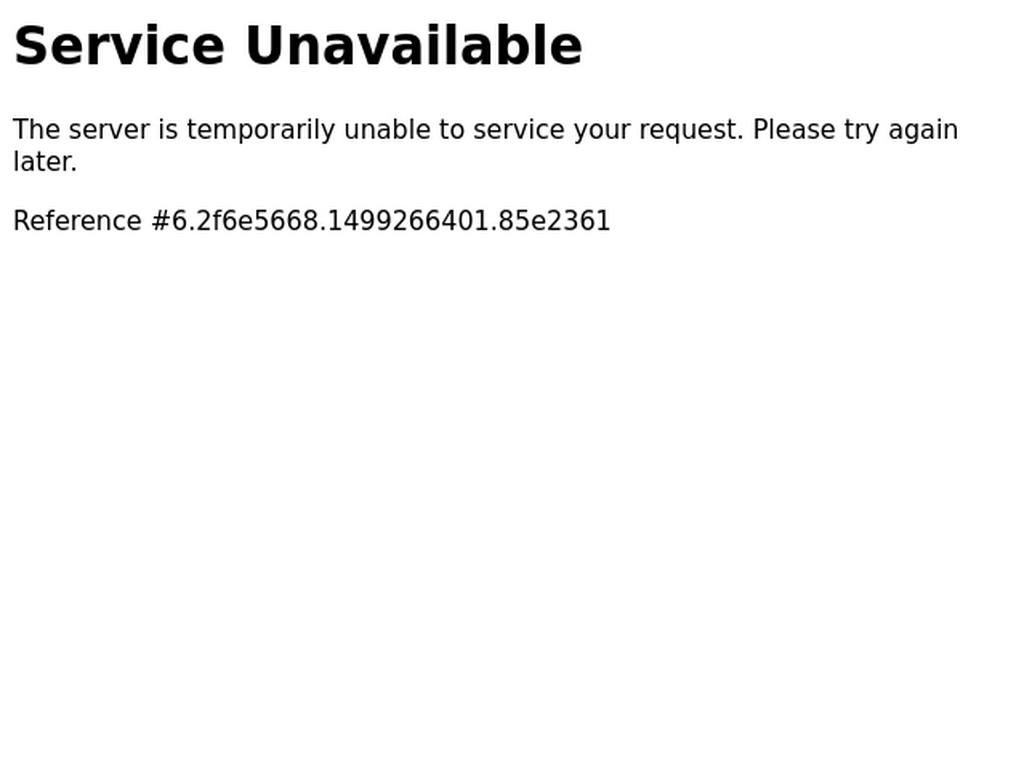 Service Unavailable
The server is temporarily unable to service your request. Please try again
later.
Reference #6.2f6e5668.1499266401.85e2361